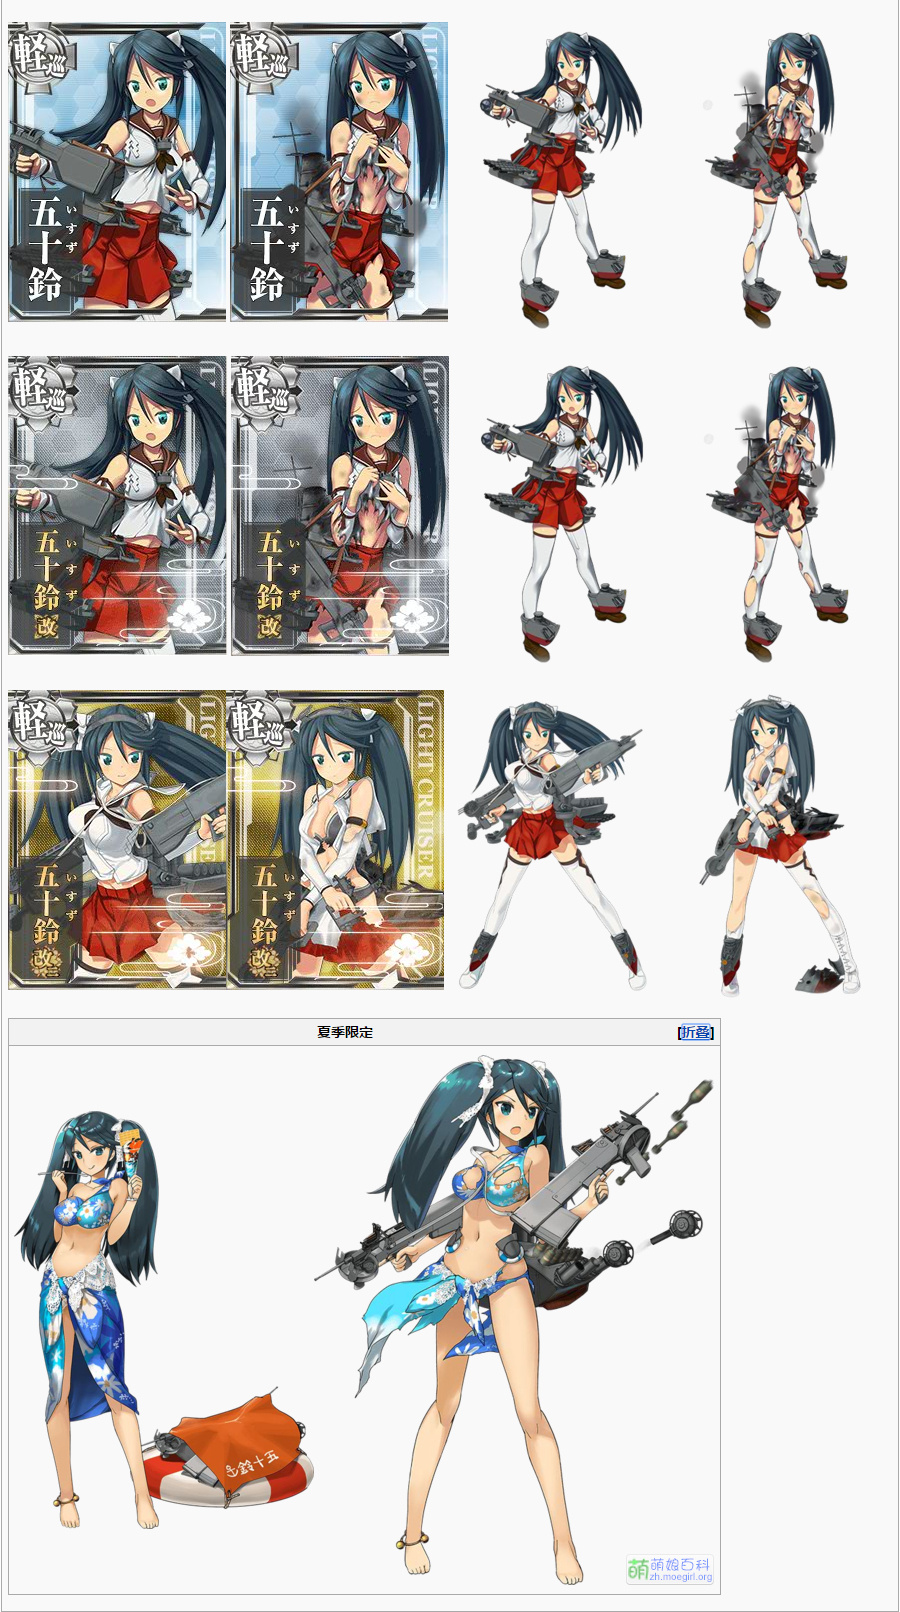 軽巡
五十鈴
いすず
LIG
軽巡
五十鈴
いすず
軽巡
五十鈴改
いすず
LIG
軽巡
五十鈴改
いすず
LIGHT CRUISER
軽巡
五十鈴改二
いすず
LIGHT CRUISER
軽巡
五十鈴改二
いすず
夏季限定
[折叠]
五十鈴
萌 萌娘百科
zh.moegirl.org